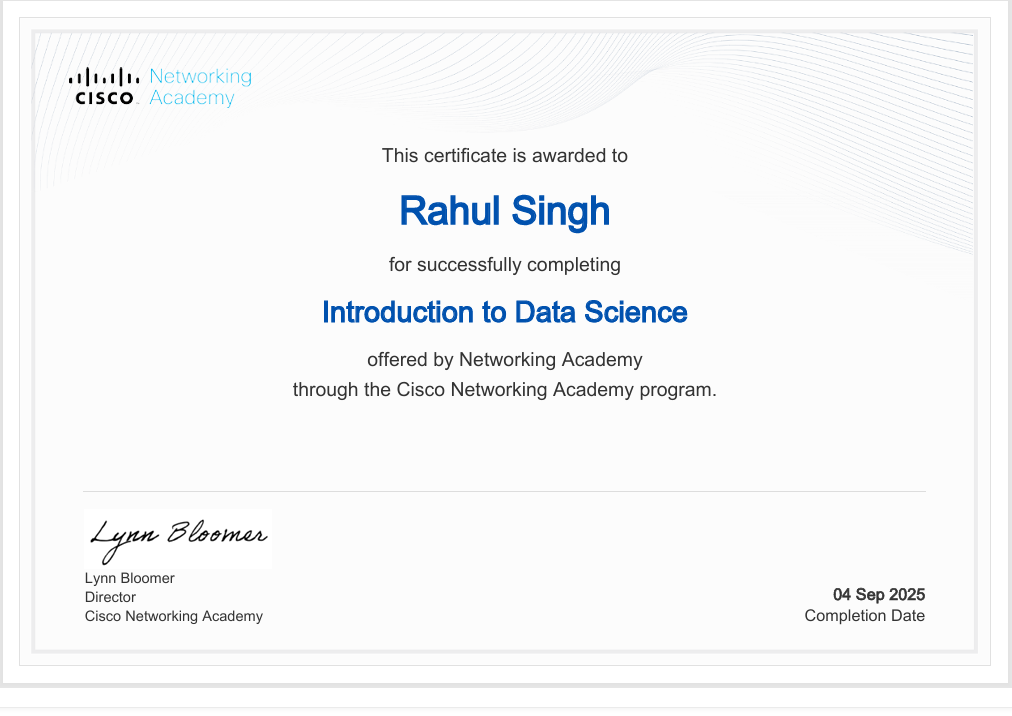 Networking
CISCO Academy
This certificate is awarded to
Rahul Singh
for successfully completing
Introduction to Data Science
offered by Networking Academy
through the Cisco Networking Academy program.
Lynn Bloomer
Lynn Bloomer
Director
Cisco Networking Academy
04 Sep 2025
Completion Date